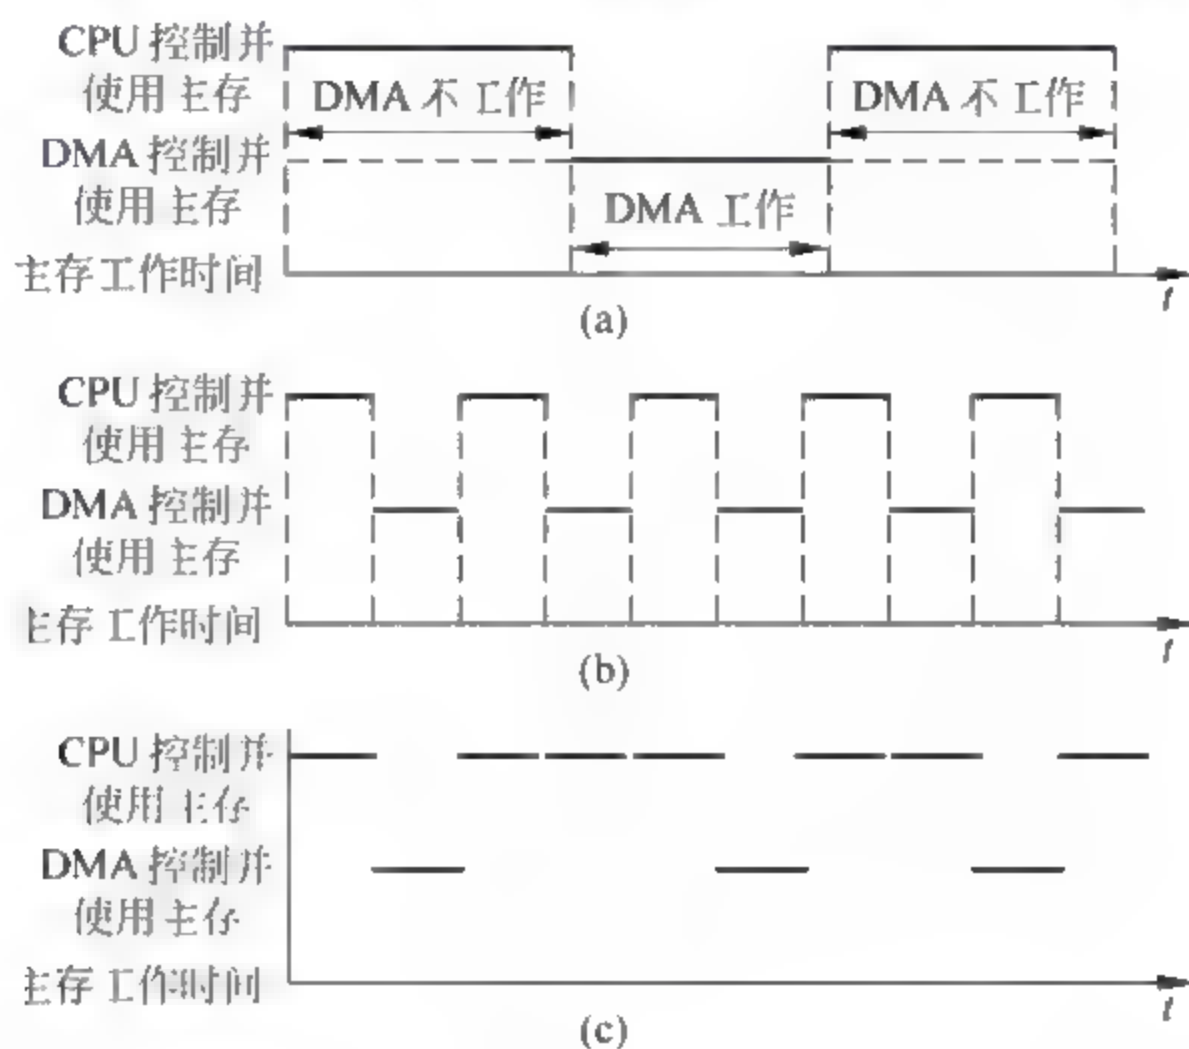 CPU 控制并
使用主存
DMA 不工作
DMA 不工作
DMA 控制并
使用主存
DMA 工作
主存工作时间
t
(a)
CPU 控制并
使用主存
DMA 控制并
使用主存
主存工作时间
t
(b)
CPU 控制并
使用主存
DMA 控制并
使用主存
主存工作时间
t
(c)